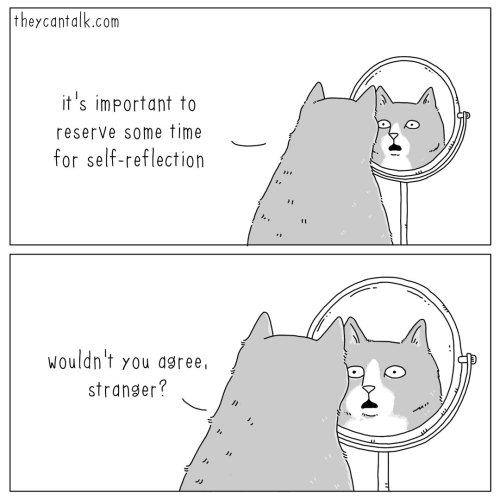 theycantalk.com
it's important to
reserve some time
for self-reflection
wouldn't you agree,
stranger?